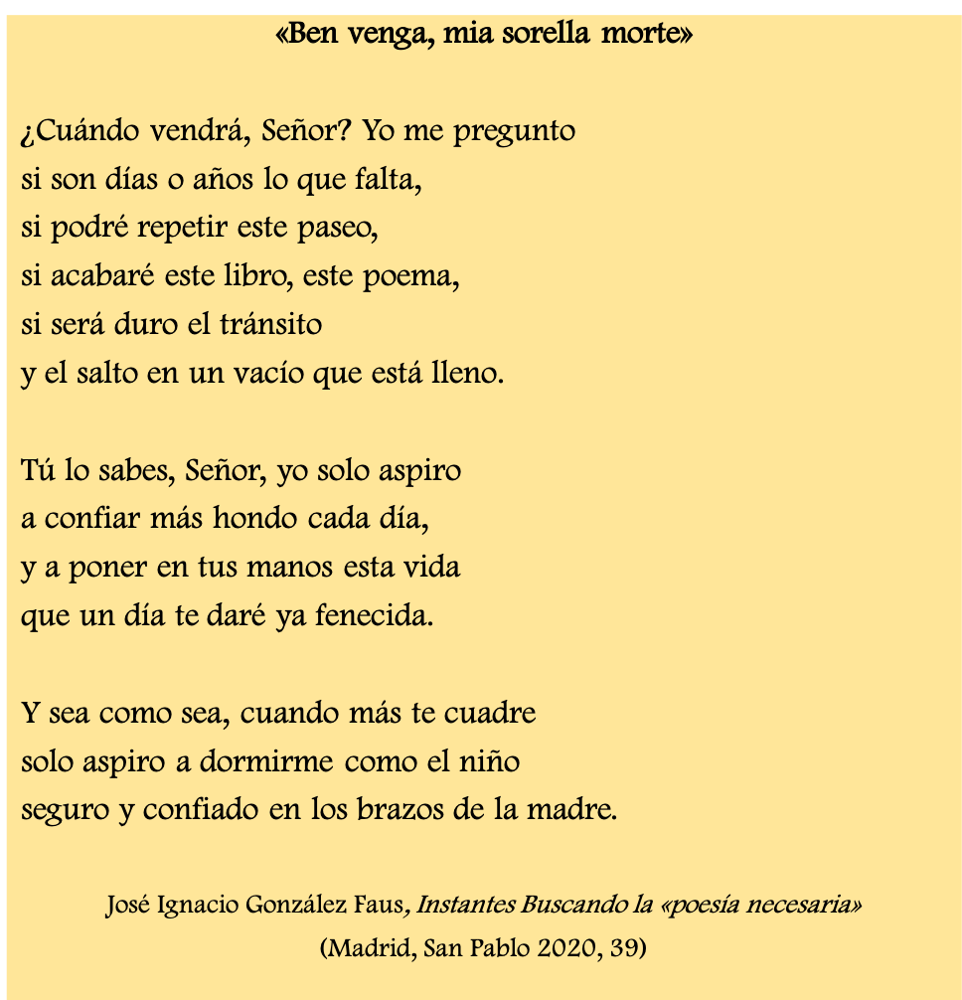 «Ben venga, mia sorella morte»
¿Cuándo vendrá, Señor? Yo me pregunto
si son días o años lo que falta,
si podré repetir este paseo,
si acabaré este libro, este poema,
si será duro el tránsito
y el salto en un vacío que está lleno.
Tú lo sabes, Señor, yo solo aspiro
a confiar más hondo cada día,
y a poner en tus manos esta vida
que un día te daré ya fenecida.
Y sea como sea, cuando más te cuadre
solo aspiro a dormirme como el niño
seguro y confiado en los brazos de la madre.
José Ignacio González Faus, Instantes Buscando la «poesía necesaria»
(Madrid, San Pablo 2020, 39)